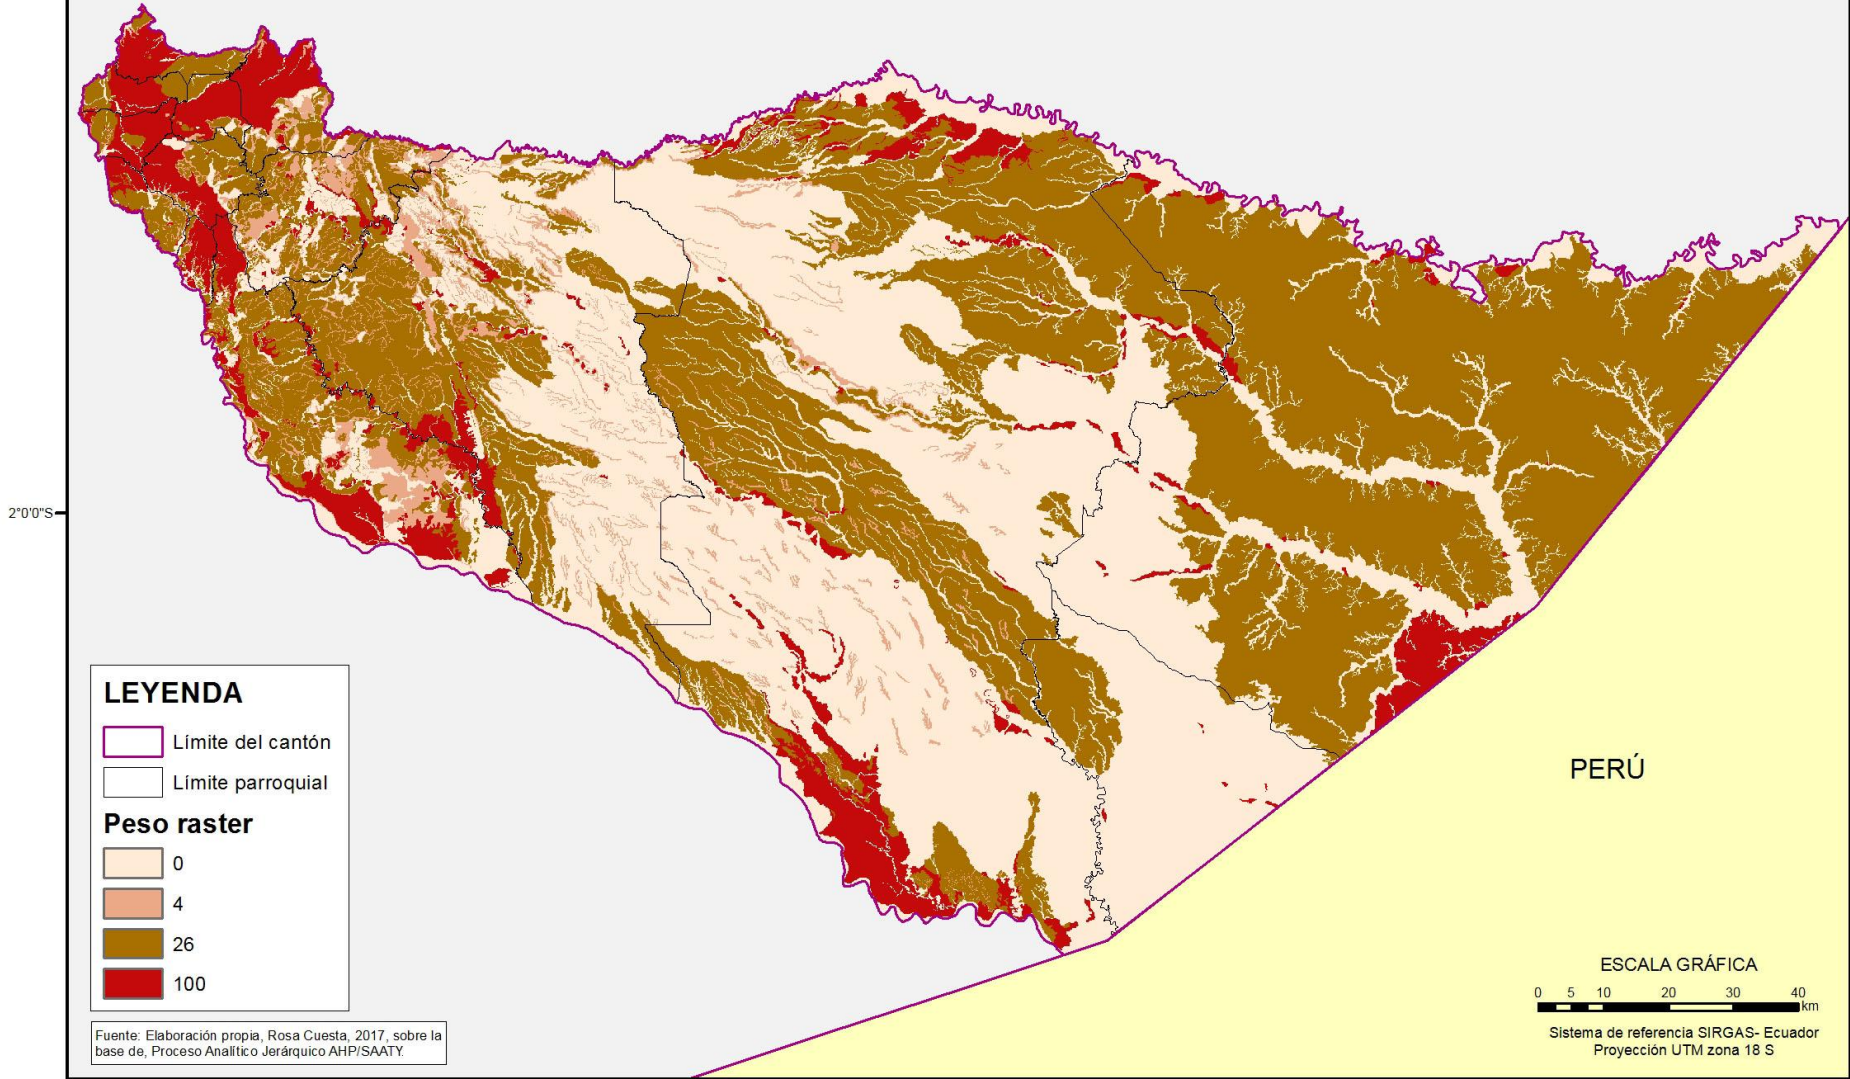 2°0'0"S
LEYENDA
Límite del cantón
Límite parroquial
Peso raster
0
4
26
100
Fuente: Elaboración propia, Rosa Cuesta, 2017, sobre la
base de, Proceso Analítico Jerárquico AHP/SAATY.
PERÚ
ESCALA GRÁFICA
0 5 10 20 30 40
km
Sistema de referencia SIRGAS- Ecuador
Proyección UTM zona 18 S